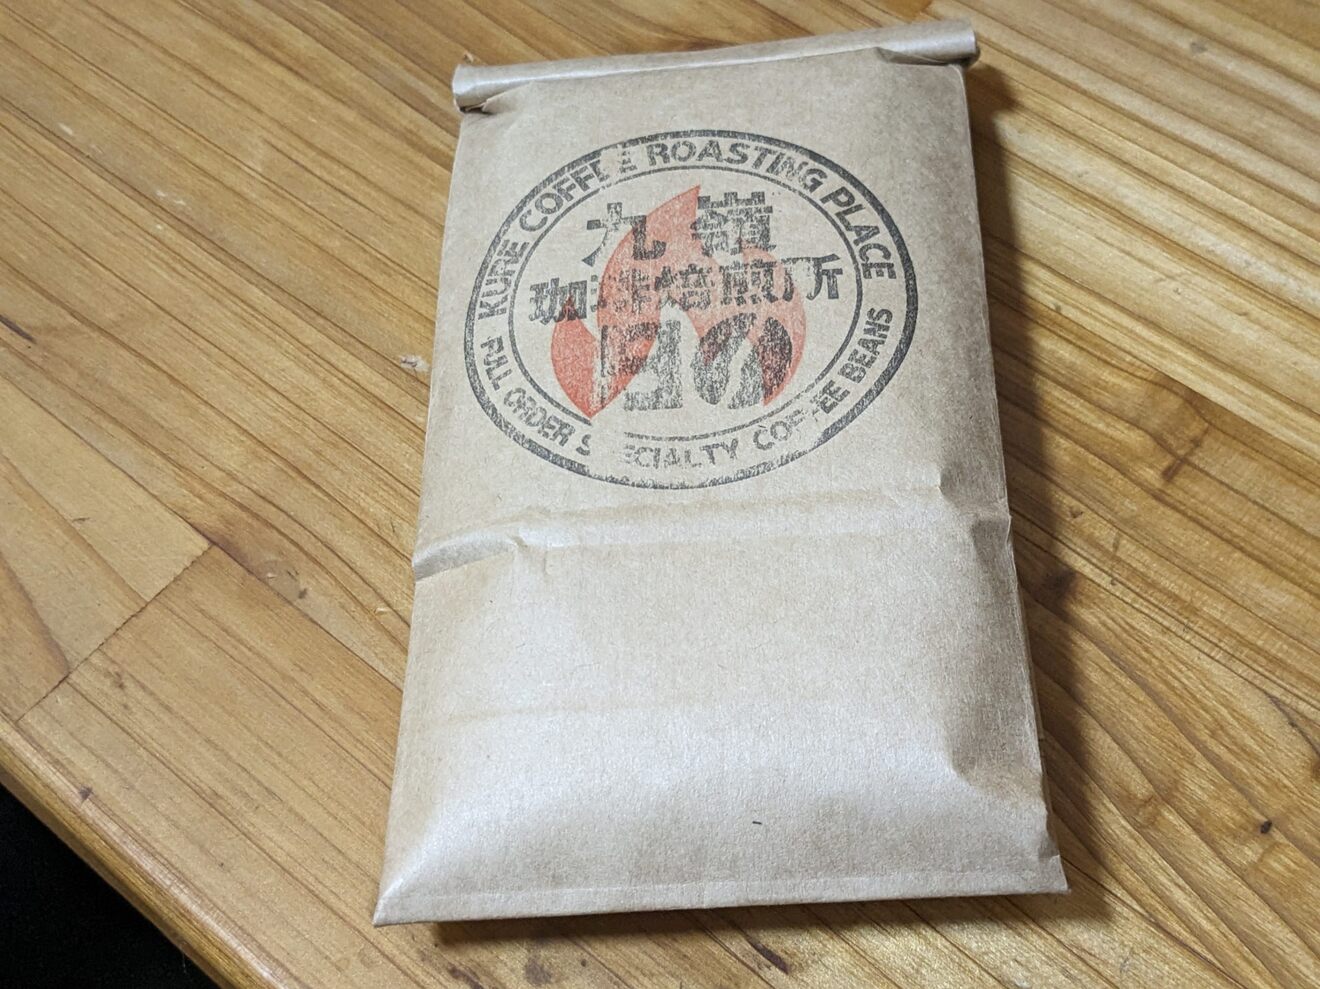 KURE COFFEE ROASTING PLACE
九嶺
珈琲焙煎所
FULL ORDER SPECIALTY COFFEE BEANS